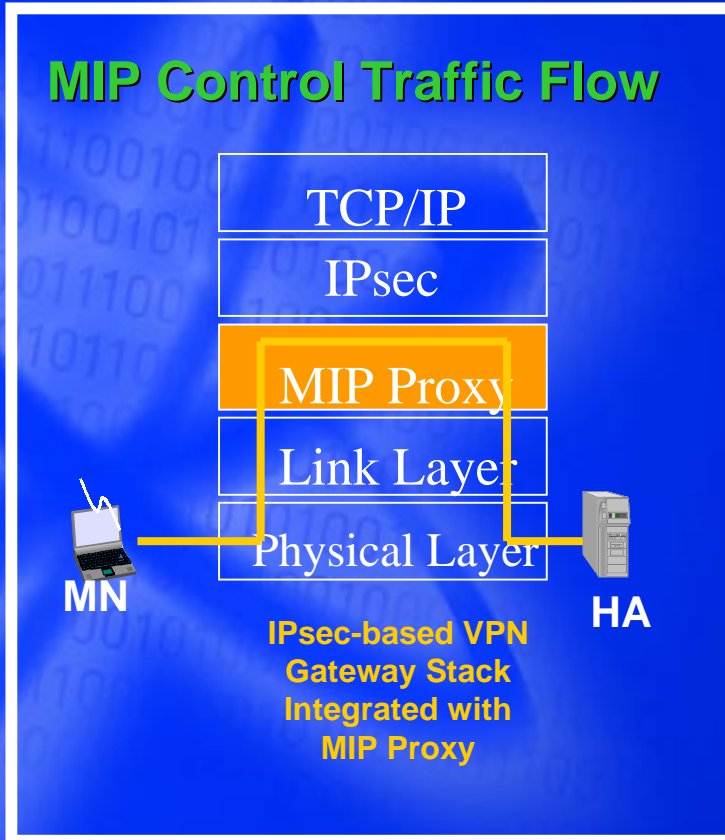 MIP Control Traffic Flow
TCP/IP
IPsec
MIP Proxy
Link Layer
Physical Layer
MN
HA
IPsec-based VPN
Gateway Stack
Integrated with
MIP Proxy